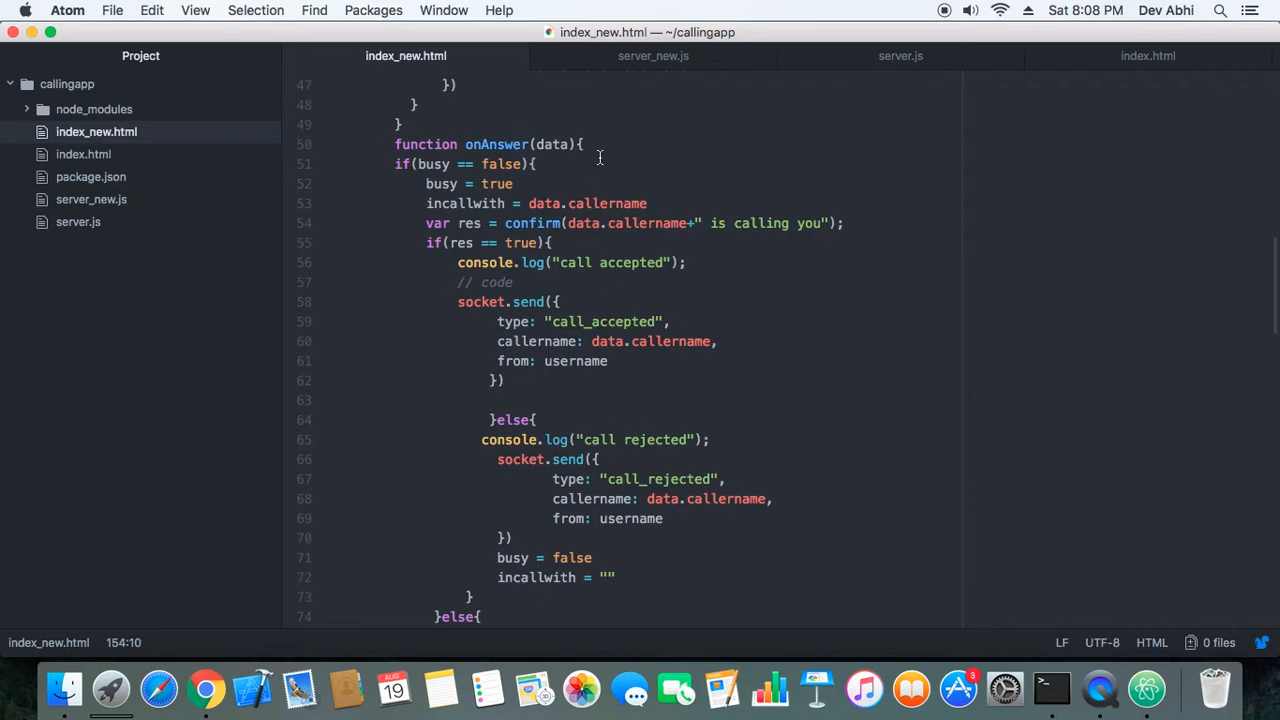 Atom File Edit View Selection Find Packages Window Help Sat 8:08 PM Dev Abhi
index_new.html — ~/callingapp
Project index_new.html server_new.js server.js index.html
callingapp
node_modules
index_new.html
index.html
package.json
server_new.js
server.js
47 })
48 }
49 }
50 function onAnswer(data){
51 if(busy == false){
52 busy = true
53 incallwith = data.callername
54 var res = confirm(data.callername+" is calling you");
55 if(res == true){
56 console.log("call accepted");
57 // code
58 socket.send({
59 type: "call_accepted",
60 callername: data.callername,
61 from: username
62 })
63
64 }else{
65 console.log("call rejected");
66 socket.send({
67 type: "call_rejected",
68 callername: data.callername,
69 from: username
70 })
71 busy = false
72 incallwith = ""
73 }
74 }else{
index_new.html 154:10 LF UTF-8 HTML 0 files
AUG
19
3